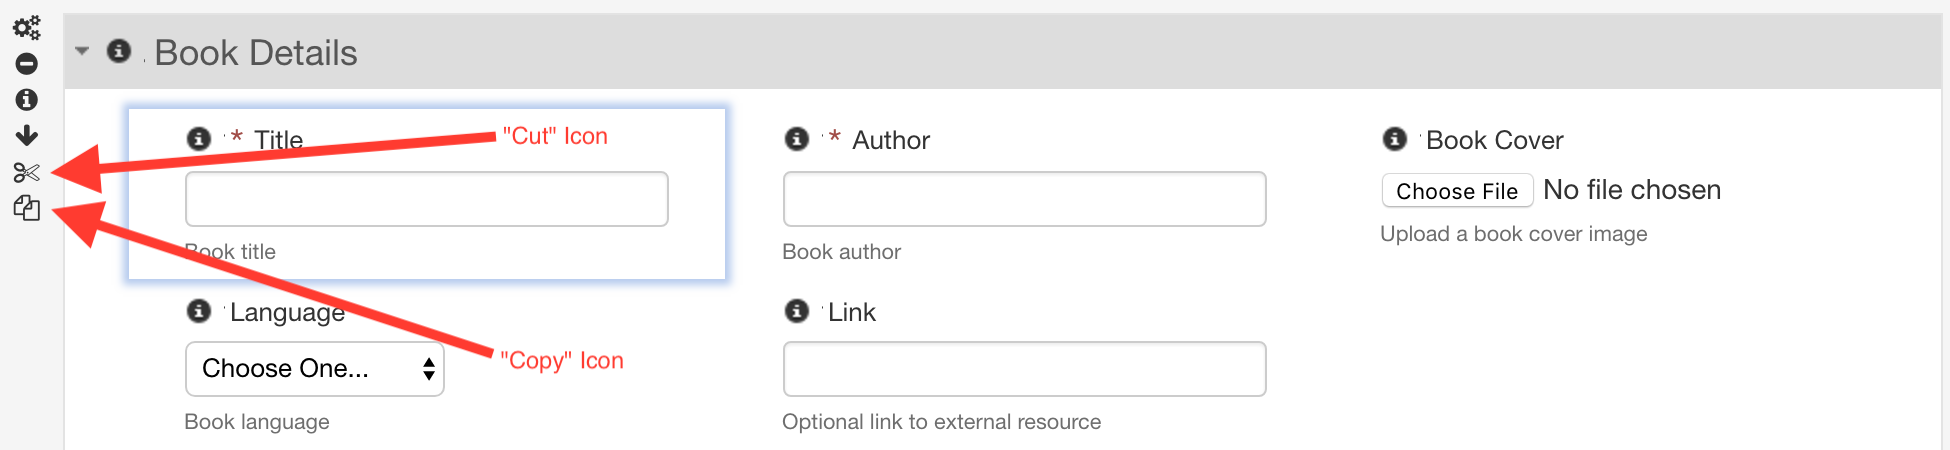 Book Details
* Title
"Cut" Icon
* Author
Book Cover
Choose File No file chosen
Book title
Book author
Upload a book cover image
Language
Link
Choose One...
"Copy" Icon
Book language
Optional link to external resource